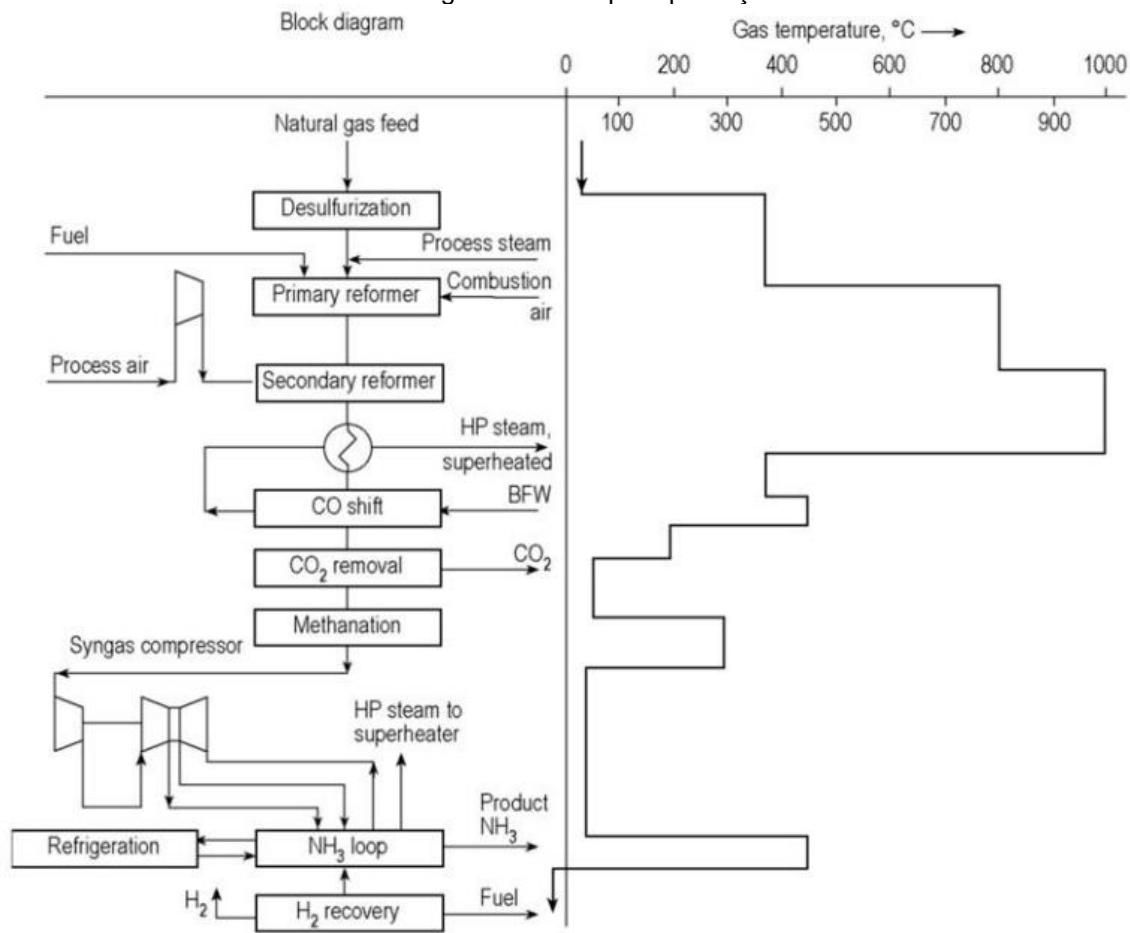 Block diagram
Gas temperature, °C
0 200 400 600 800 1000
100 300 500 700 900
Natural gas feed
Desulfurization
Fuel
Process steam
Primary reformer
Combustion
air
Process air
Secondary reformer
HP steam,
superheated
BFW
CO shift
CO₂ removal
CO₂
Methanation
Syngas compressor
HP steam to
superheater
Product
NH₃
Refrigeration
NH₃ loop
H₂
H₂ recovery
Fuel